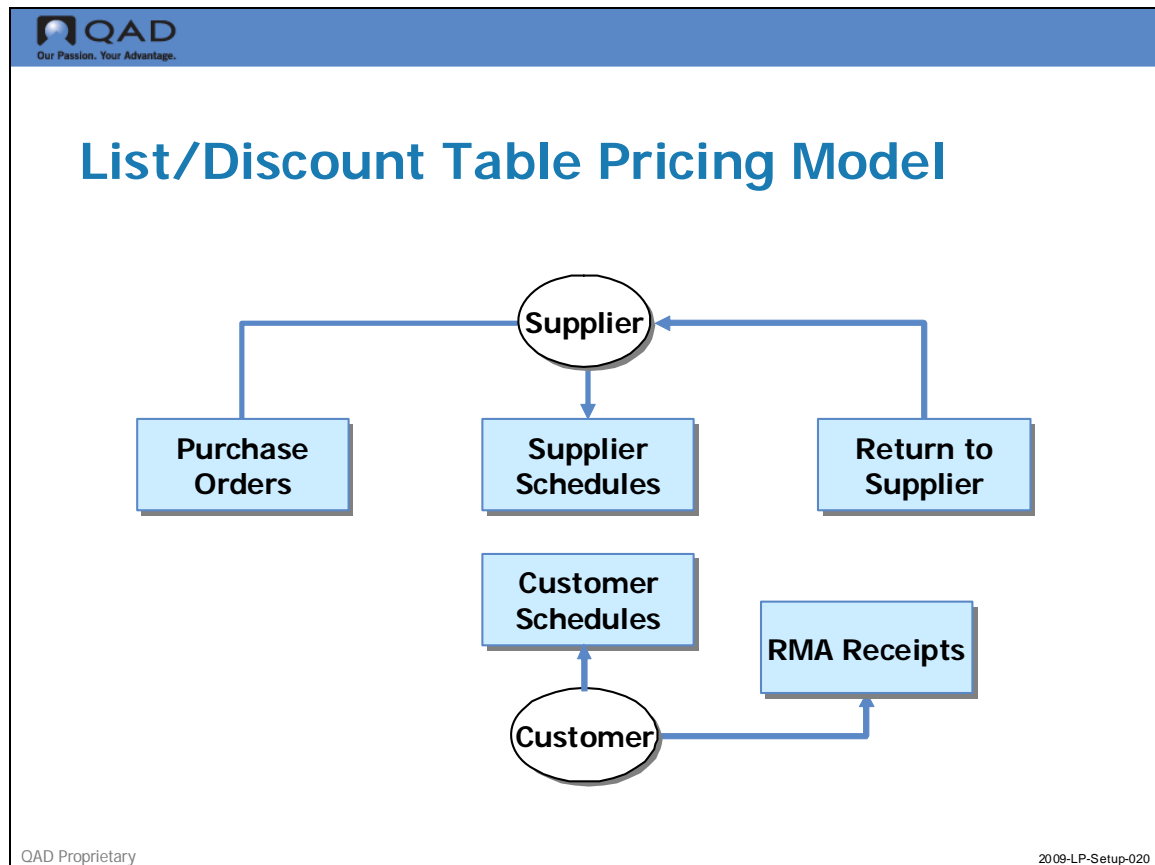 QAD
Our Passion. Your Advantage.
List/Discount Table Pricing Model
Supplier
Purchase
Orders
Supplier
Schedules
Return to
Supplier
Customer
Schedules
RMA Receipts
Customer
QAD Proprietary
2009-LP-Setup-020